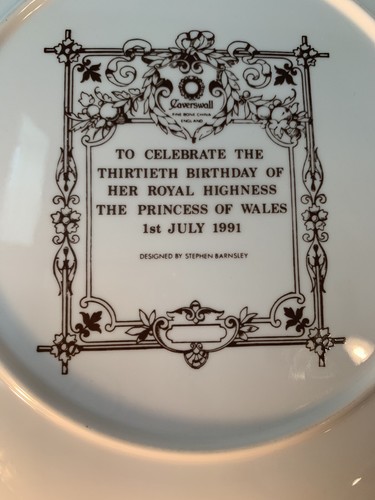 Caverswall
FINE BONE CHINA
ENGLAND
TO CELEBRATE THE
THIRTIETH BIRTHDAY OF
HER ROYAL HIGHNESS
THE PRINCESS OF WALES
1st JULY 1991
DESIGNED BY STEPHEN BARNSLEY